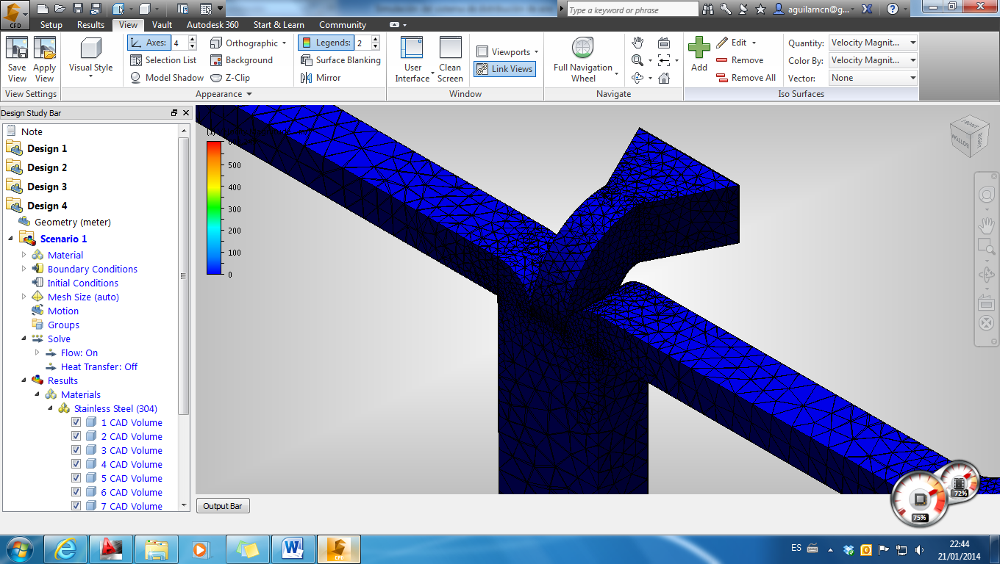 Type a keyword or phrase
aguilarncn@g...
CFD
Setup Results View Vault Autodesk 360 Start & Learn Community
Save View
Apply View
View Settings
Visual Style
Axes: 4
Selection List
Model Shadow
Orthographic
Background
Z-Clip
Legends: 2
Surface Blanking
Mirror
Appearance
User Interface
Clean Screen
Viewports
Link Views
Window
Full Navigation Wheel
Navigate
Add
Edit
Remove
Remove All
Quantity: Velocity Magnit...
Color By: Velocity Magnit...
Vector: None
Iso Surfaces
Design Study Bar
Note
Design 1
Design 2
Design 3
Design 4
Geometry (meter)
Scenario 1
Material
Boundary Conditions
Initial Conditions
Mesh Size (auto)
Motion
Groups
Solve
Flow: On
Heat Transfer: Off
Results
Materials
Stainless Steel (304)
1 CAD Volume
2 CAD Volume
3 CAD Volume
4 CAD Volume
5 CAD Volume
6 CAD Volume
7 CAD Volume
500
400
300
200
100
0
FRONT
BOTTOM
RIGHT
72%
75%
Output Bar
CFD
ES
22:44
21/01/2014